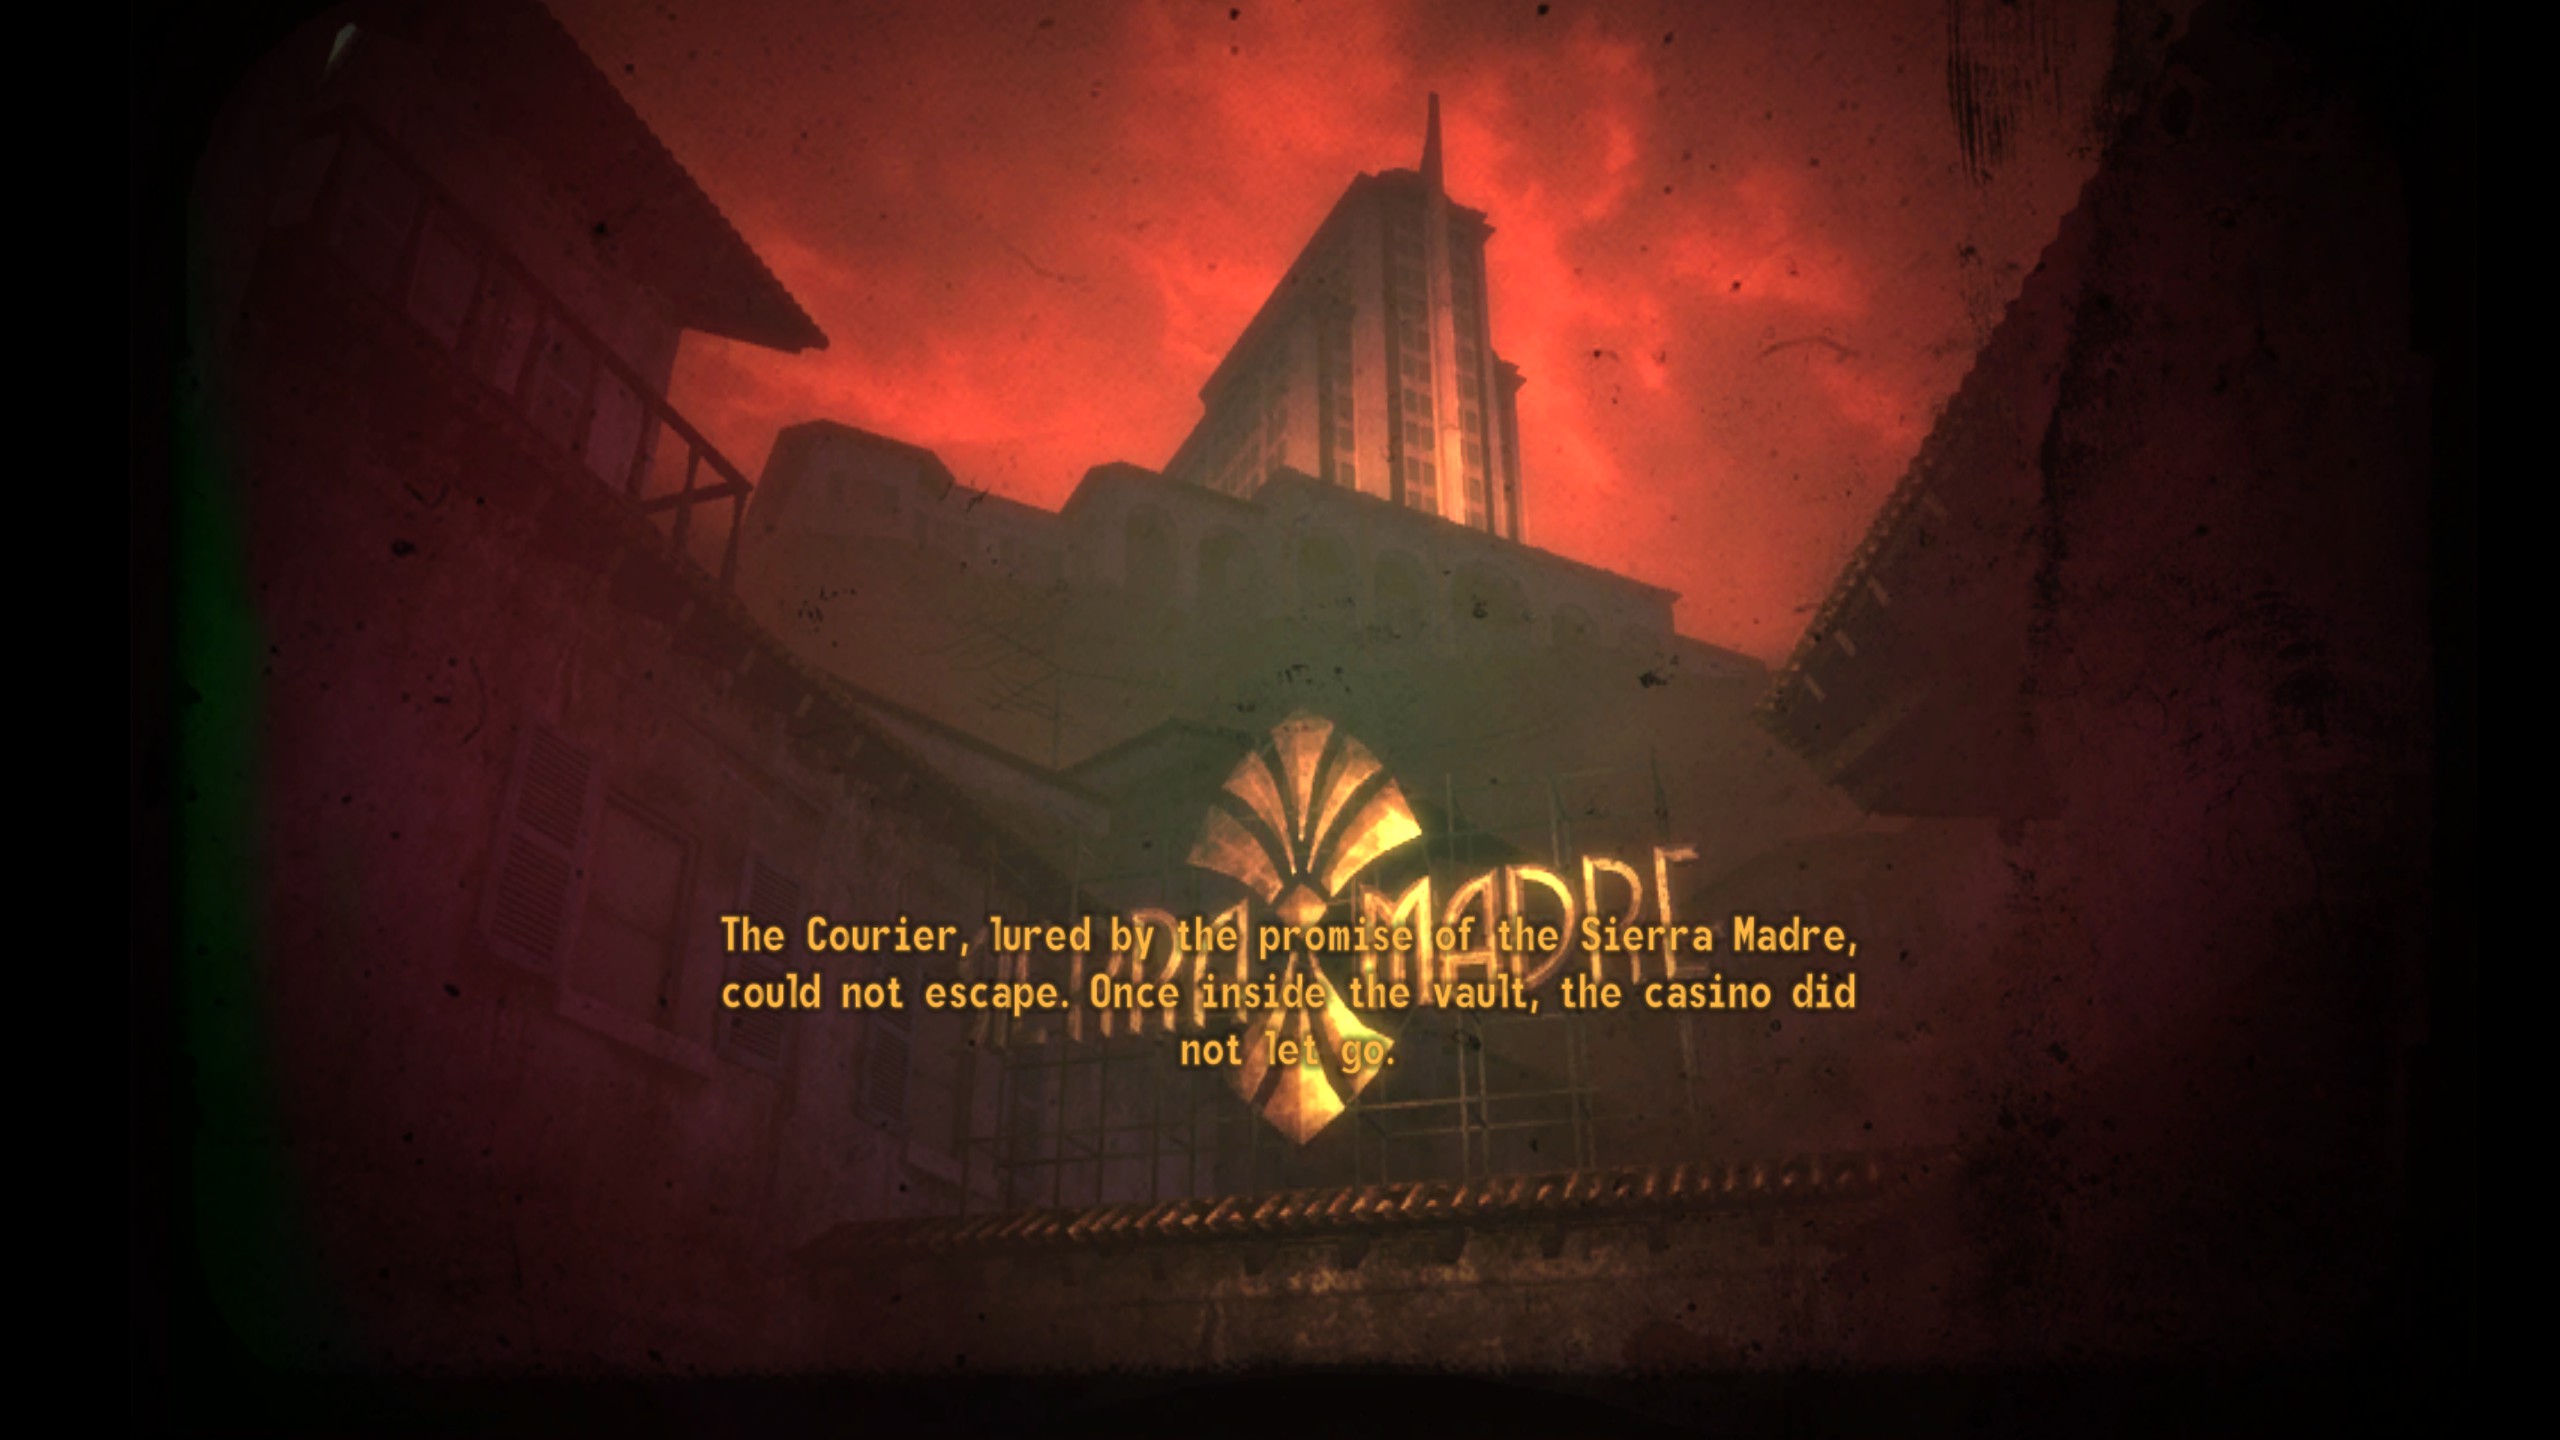 MADRE
The Courier, lured by the promise of the Sierra Madre,
could not escape. Once inside the vault, the casino did
not let go.